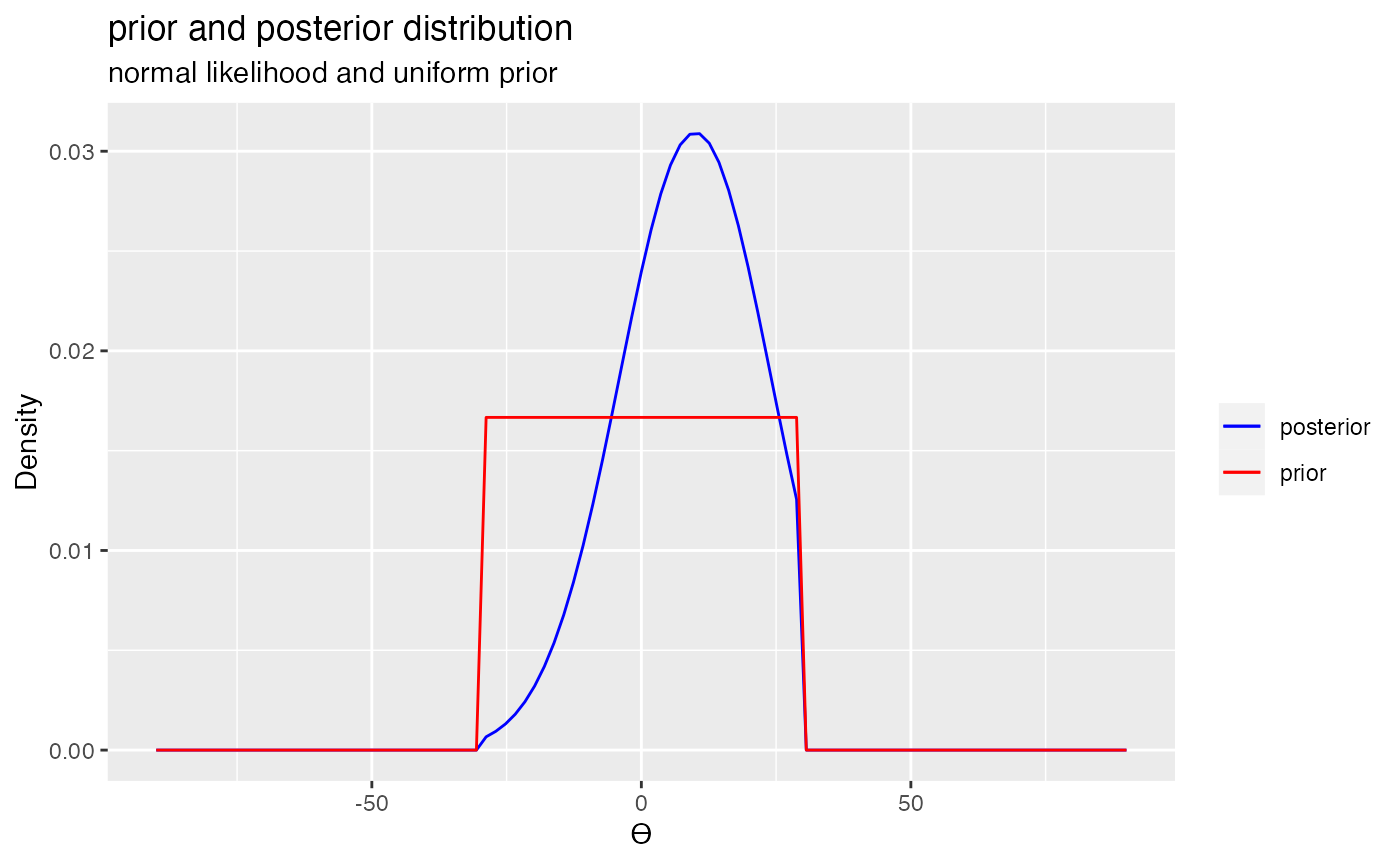 prior and posterior distribution
normal likelihood and uniform prior
0.03
0.02
0.01
0.00
Density
-50
0
50
Θ
posterior
prior